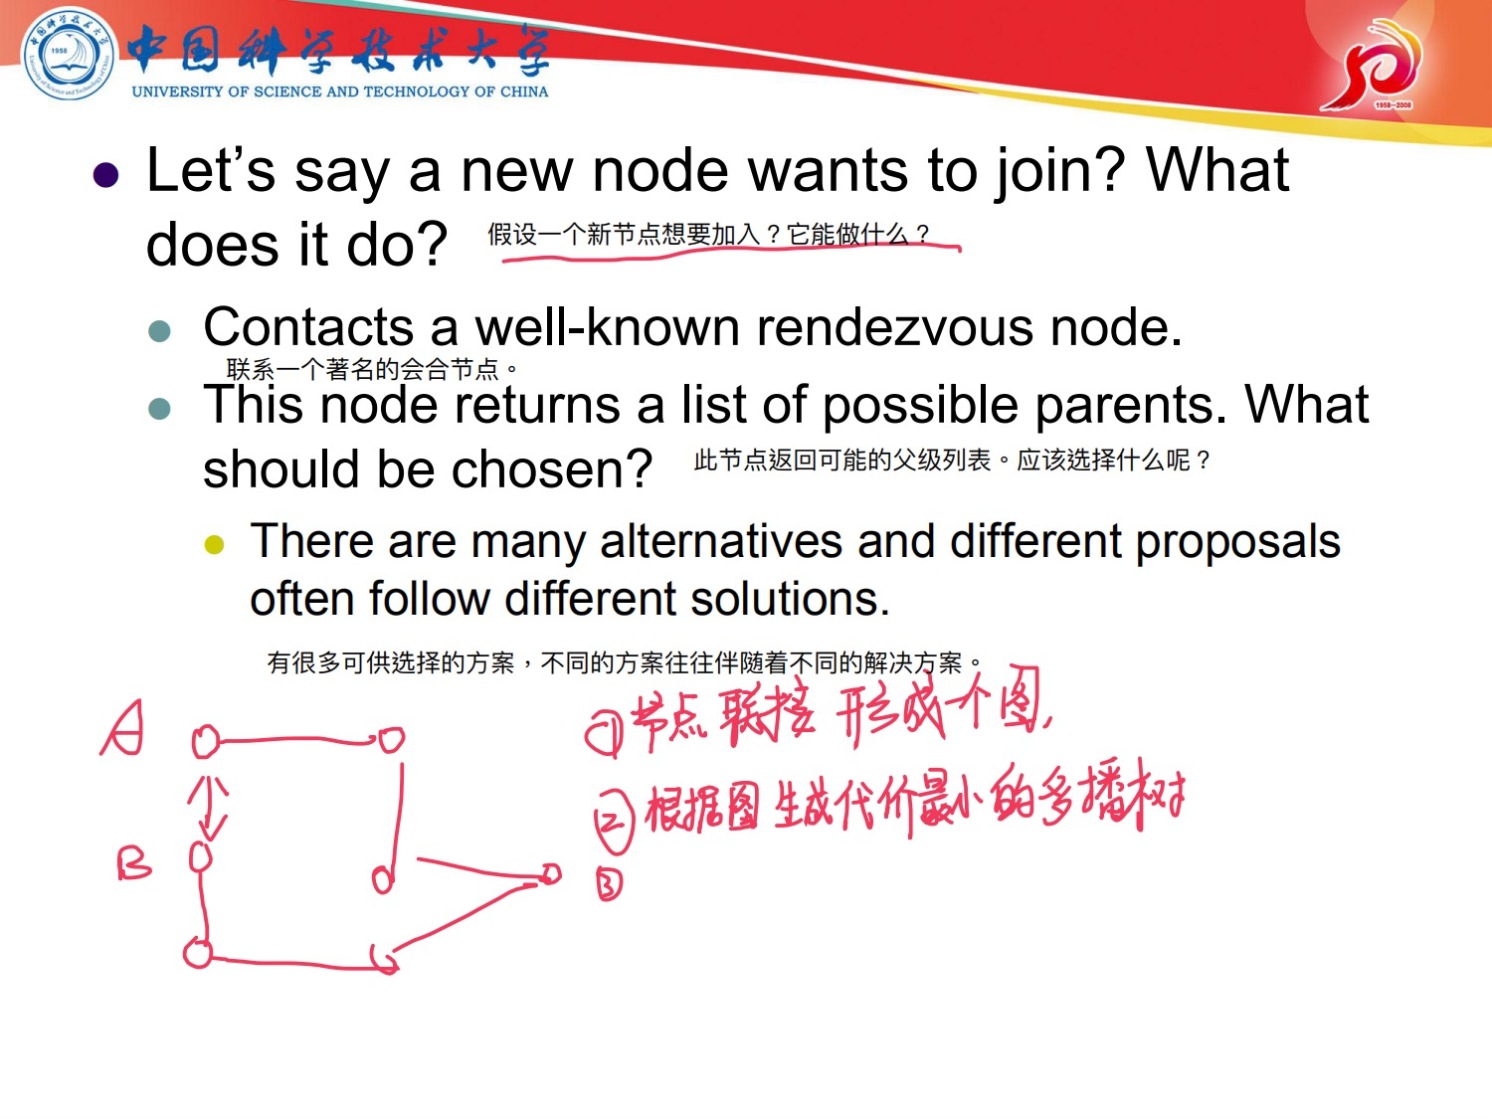 中国科学技术大学
UNIVERSITY OF SCIENCE AND TECHNOLOGY OF CHINA
1958
1958-2008
Let's say a new node wants to join? What
does it do?
假设一个新节点想要加入？它能做什么？
Contacts a well-known rendezvous node.
联系一个著名的会合节点。
This node returns a list of possible parents. What
should be chosen?
此节点返回可能的父级列表。应该选择什么呢？
There are many alternatives and different proposals
often follow different solutions.
有很多可供选择的方案，不同的方案往往伴随着不同的解决方案。
A
B
① 节点联接形成个图,
② 根据图生成代价最小的多播树
③